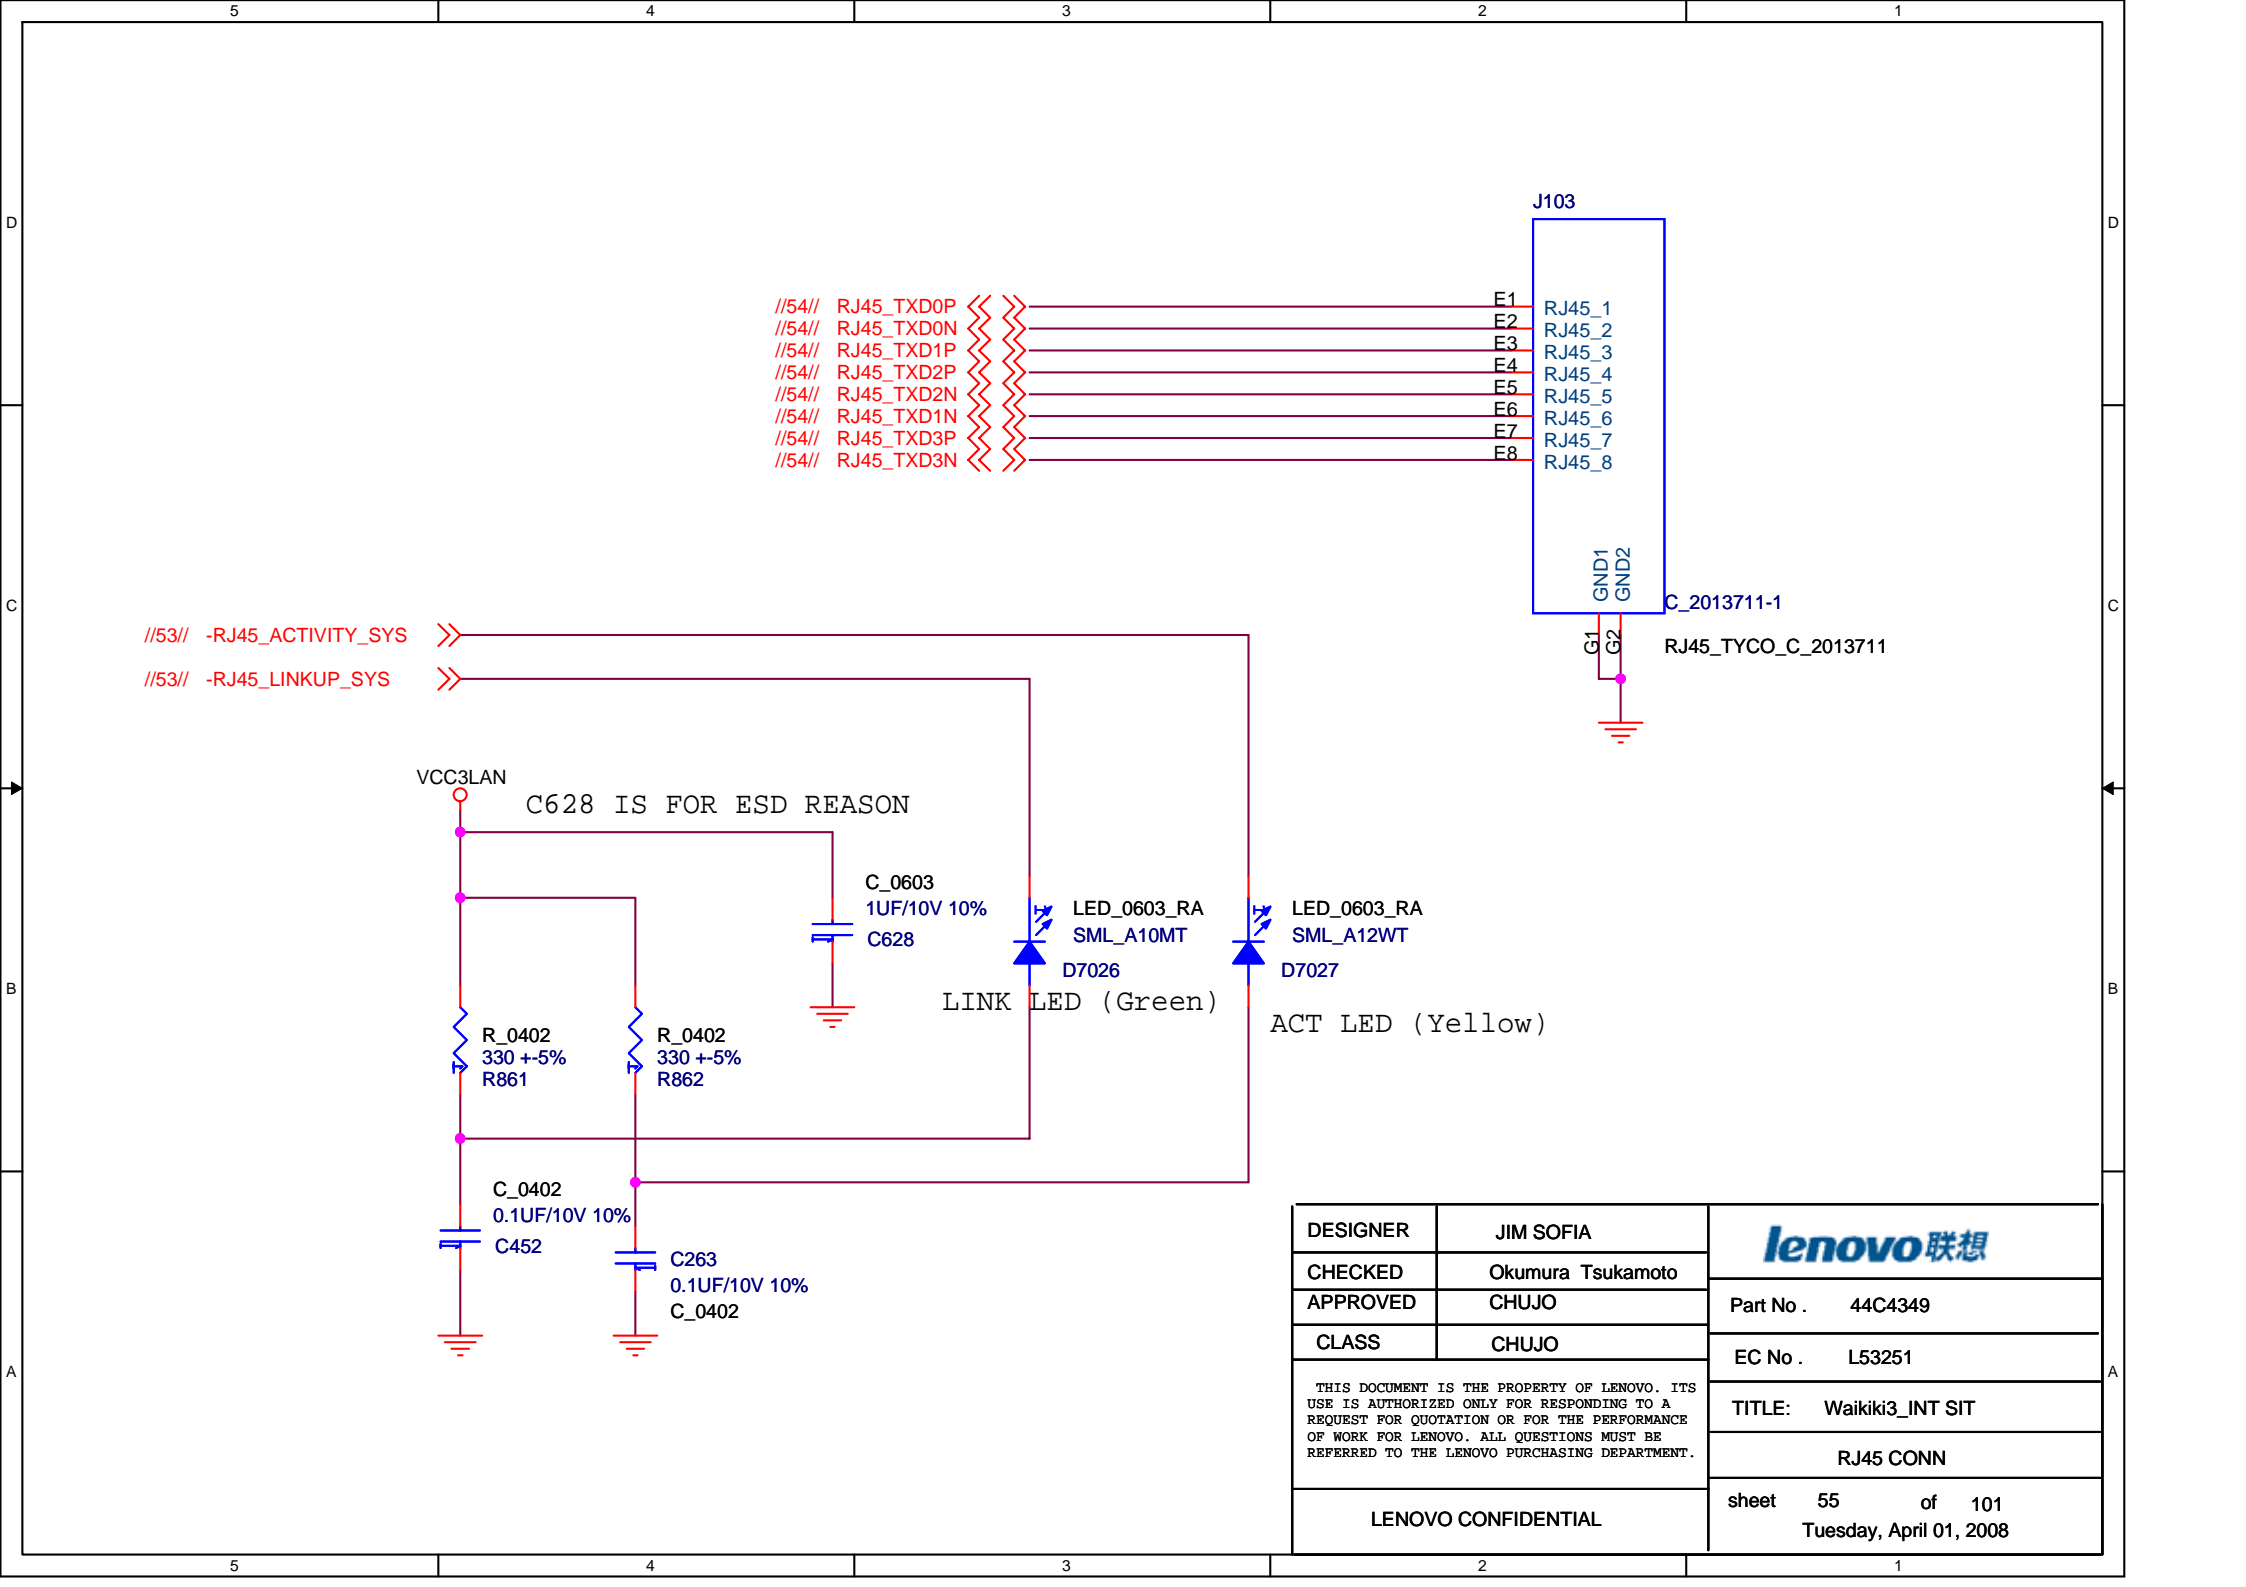 5 4 3 2 1
D D
C C
B B
A A
J103
//54// RJ45_TXD0P E1 RJ45_1
//54// RJ45_TXD0N E2 RJ45_2
//54// RJ45_TXD1P E3 RJ45_3
//54// RJ45_TXD2P E4 RJ45_4
//54// RJ45_TXD2N E5 RJ45_5
//54// RJ45_TXD1N E6 RJ45_6
//54// RJ45_TXD3P E7 RJ45_7
//54// RJ45_TXD3N E8 RJ45_8
GND1
GND2
G1
G2
C_2013711-1
RJ45_TYCO_C_2013711
//53// -RJ45_ACTIVITY_SYS
//53// -RJ45_LINKUP_SYS
VCC3LAN
C628 IS FOR ESD REASON
C_0603
1UF/10V 10%
C628
LED_0603_RA
SML_A10MT
D7026
LINK LED (Green)
LED_0603_RA
SML_A12WT
D7027
ACT LED (Yellow)
R_0402
330 +-5%
R861
R_0402
330 +-5%
R862
C_0402
0.1UF/10V 10%
C452
C263
0.1UF/10V 10%
C_0402
DESIGNER JIM SOFIA
CHECKED Okumura Tsukamoto
APPROVED CHUJO
CLASS CHUJO
THIS DOCUMENT IS THE PROPERTY OF LENOVO. ITS
USE IS AUTHORIZED ONLY FOR RESPONDING TO A
REQUEST FOR QUOTATION OR FOR THE PERFORMANCE
OF WORK FOR LENOVO. ALL QUESTIONS MUST BE
REFERRED TO THE LENOVO PURCHASING DEPARTMENT.
LENOVO CONFIDENTIAL
lenovo联想
Part No . 44C4349
EC No . L53251
TITLE: Waikiki3_INT SIT
RJ45 CONN
sheet 55 of 101
Tuesday, April 01, 2008
5 4 3 2 1